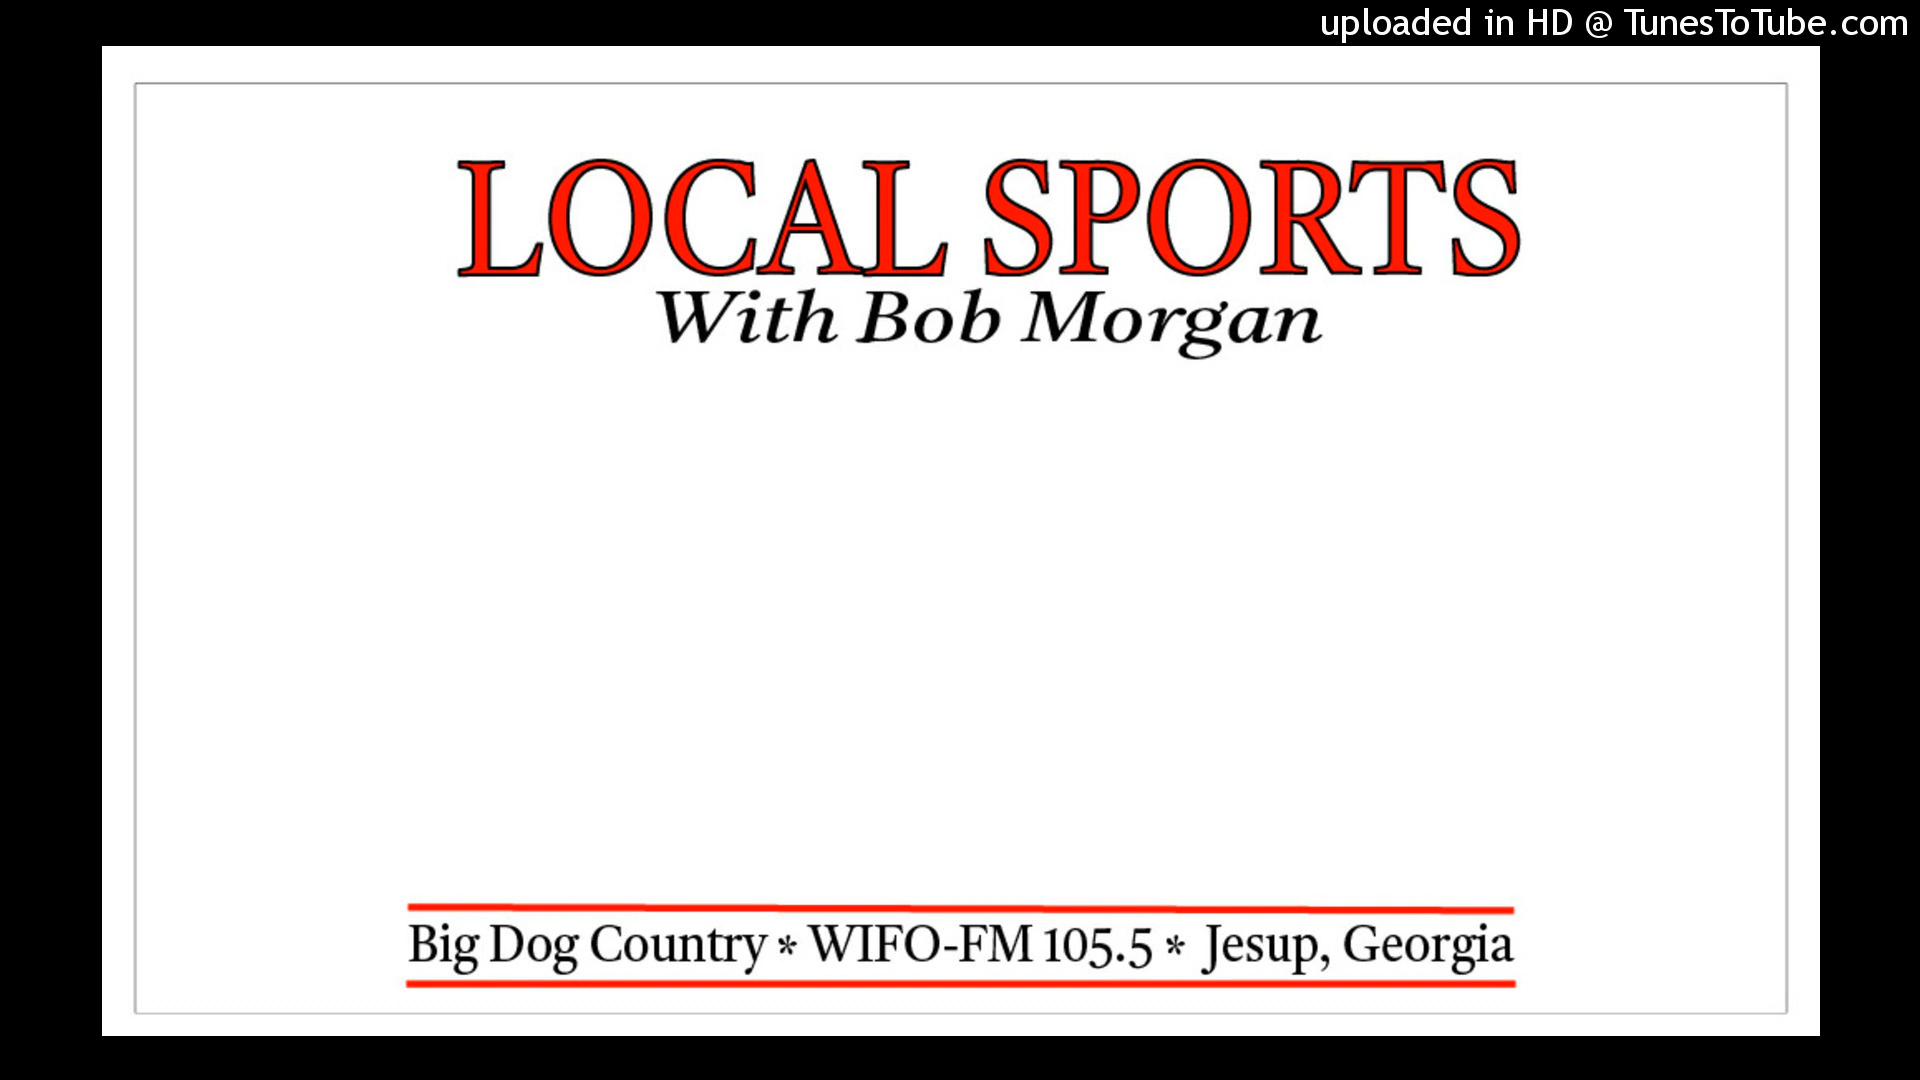 uploaded in HD @ TunesToTube.com
LOCAL SPORTS
With Bob Morgan
Big Dog Country * WIFO-FM 105.5 * Jesup, Georgia